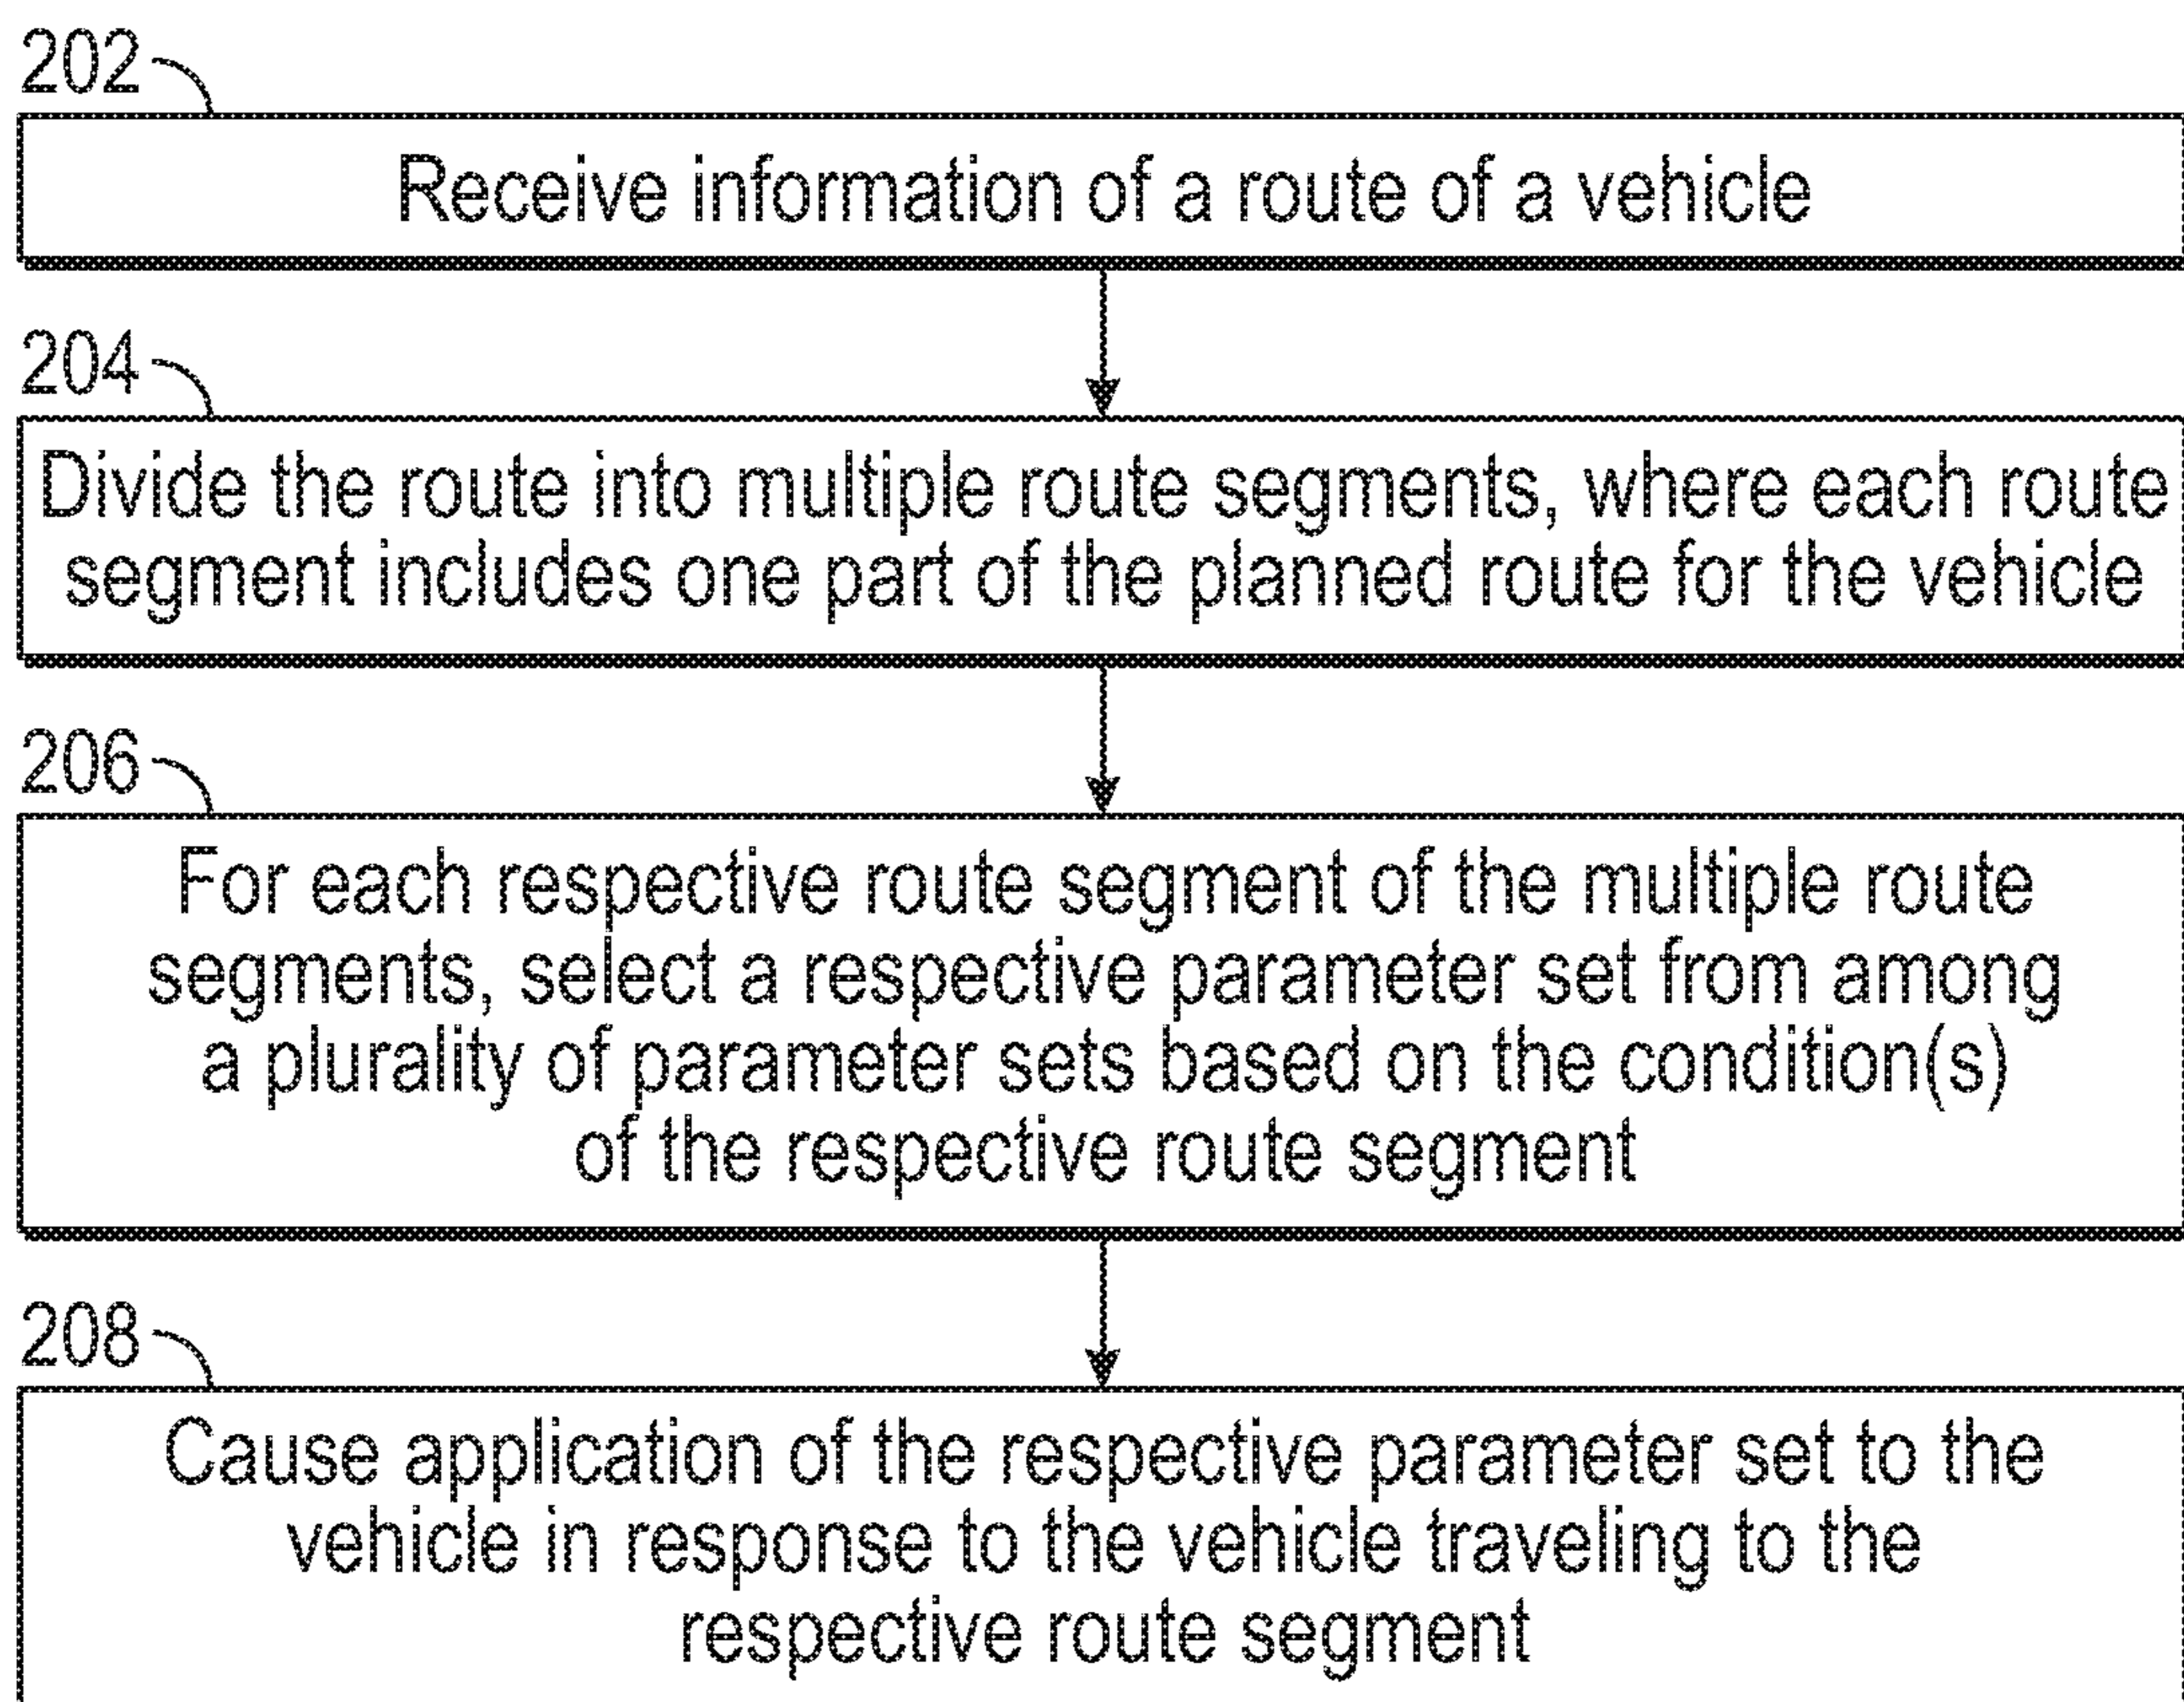 202
Receive information of a route of a vehicle
204
Divide the route into multiple route segments, where each route
segment includes one part of the planned route for the vehicle
206
For each respective route segment of the multiple route
segments, select a respective parameter set from among
a plurality of parameter sets based on the condition(s)
of the respective route segment
208
Cause application of the respective parameter set to the
vehicle in response to the vehicle traveling to the
respective route segment